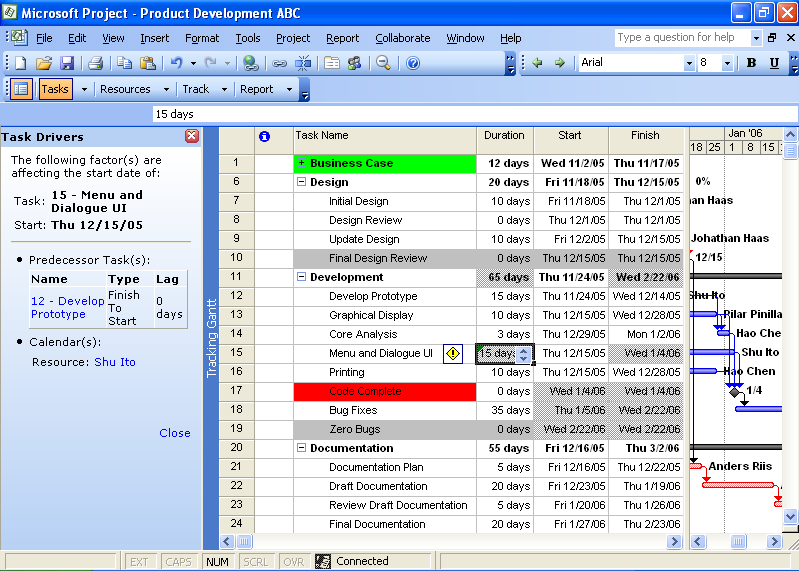 Microsoft Project - Product Development ABC
File Edit View Insert Format Tools Project Report Collaborate Window Help Type a question for help
Arial 8 B U
Tasks Resources Track Report
15 days
Task Drivers
The following factor(s) are
affecting the start date of:
Task: 15 - Menu and
Dialogue UI
Start: Thu 12/15/05
Predecessor Task(s):
Name Type Lag
12 - Develop Prototype Finish To Start 0 days
Calendar(s):
Resource: Shu Ito
Close
Tracking Gantt
Task Name Duration Start Finish Jan '06
18 25 1 8 15
1 Business Case 12 days Wed 11/2/05 Thu 11/17/05
6 Design 20 days Fri 11/18/05 Thu 12/15/05 0%
7 Initial Design 10 days Fri 11/18/05 Thu 12/1/05 Haas
8 Design Review 0 days Thu 12/1/05 Thu 12/1/05
9 Update Design 10 days Fri 12/2/05 Thu 12/15/05 Johathan Haas
10 Final Design Review 0 days Thu 12/15/05 Thu 12/15/05 12/15
11 Development 65 days Thu 11/24/05 Wed 2/22/06
12 Develop Prototype 15 days Thu 11/24/05 Wed 12/14/05 Shu Ito
13 Graphical Display 10 days Thu 12/15/05 Wed 12/28/05 Pilar Pinilla
14 Core Analysis 3 days Thu 12/29/05 Mon 1/2/06 Hao Chen
15 Menu and Dialogue UI 15 days Thu 12/15/05 Wed 1/4/06 Shu Ito
16 Printing 10 days Thu 12/15/05 Wed 12/28/05 Hao Chen
17 Code Complete 0 days Wed 1/4/06 Wed 1/4/06 1/4
18 Bug Fixes 35 days Thu 1/5/06 Wed 2/22/06
19 Zero Bugs 0 days Wed 2/22/06 Wed 2/22/06
20 Documentation 55 days Fri 12/16/05 Thu 3/2/06
21 Documentation Plan 5 days Fri 12/16/05 Thu 12/22/05 Anders Riis
22 Draft Documentation 20 days Fri 12/23/05 Thu 1/19/06
23 Review Draft Documentation 5 days Fri 1/20/06 Thu 1/26/06
24 Final Documentation 20 days Fri 1/27/06 Thu 2/23/06
EXT CAPS NUM SCRL OVR Connected